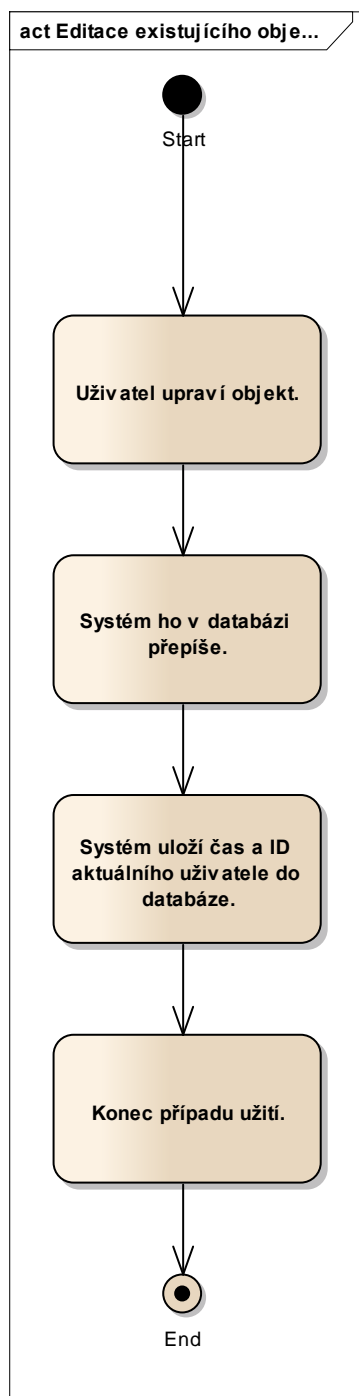 act Editace existujícího obje...
Start
Uživatel upraví objekt.
Systém ho v databázi
přepíše.
Systém uloží čas a ID
aktuálního uživatele do
databáze.
Konec případu užití.
End